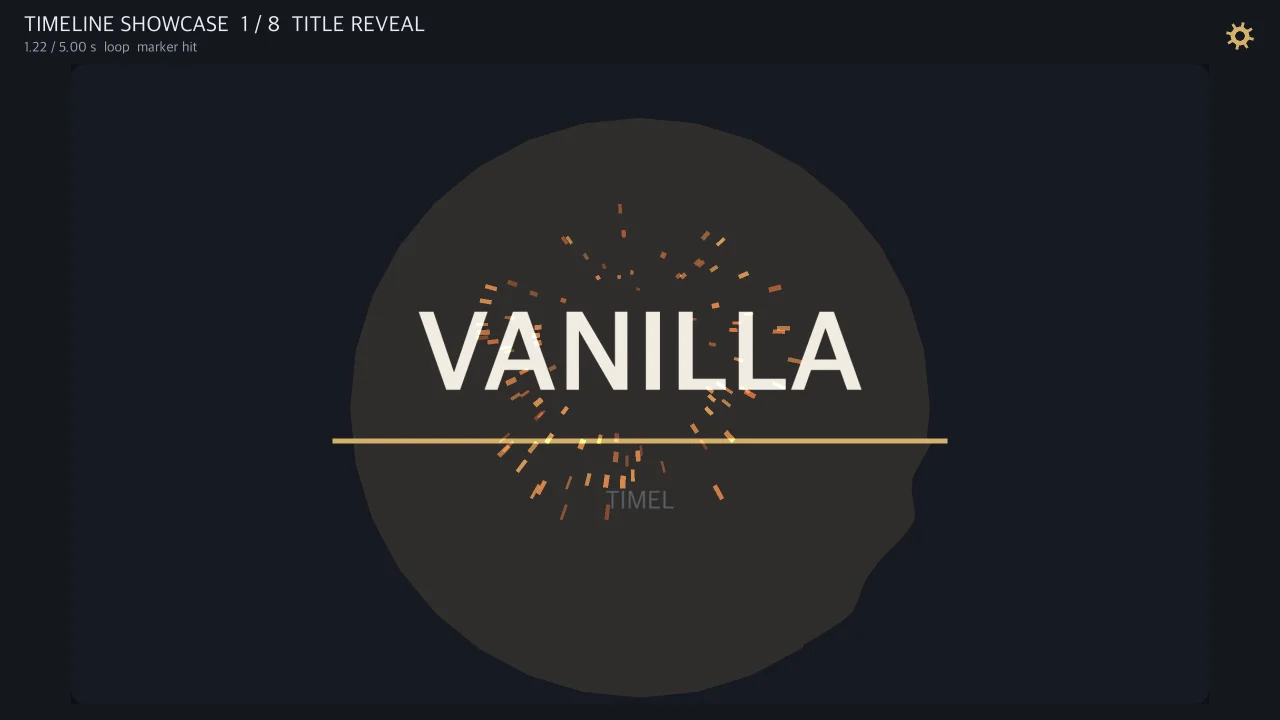 TIMELINE SHOWCASE 1 / 8 TITLE REVEAL
1.22 / 5.00 s loop marker hit
VANILLA
TIMEL